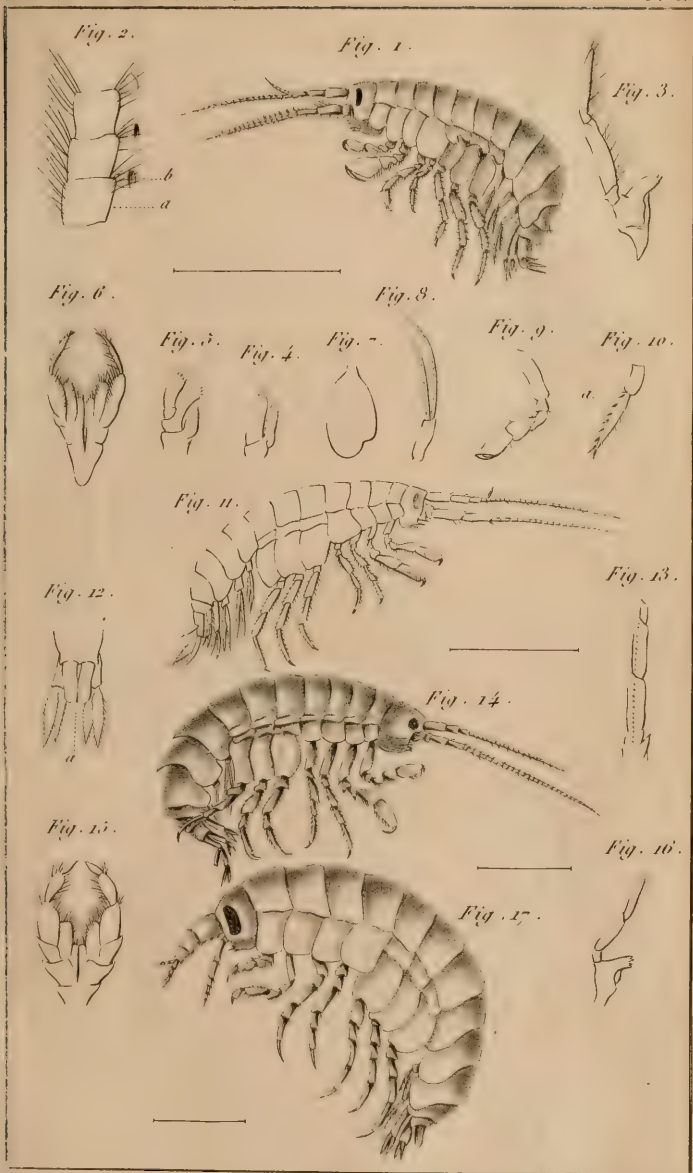 Fig. 2.
Fig. 1.
Fig. 3.
b
a
Fig. 6.
Fig. 8.
Fig. 5.
Fig. 4.
Fig. 7.
Fig. 9.
Fig. 10.
a.
Fig. 11.
Fig. 12.
Fig. 13.
a
Fig. 14.
Fig. 15.
Fig. 16.
Fig. 17.